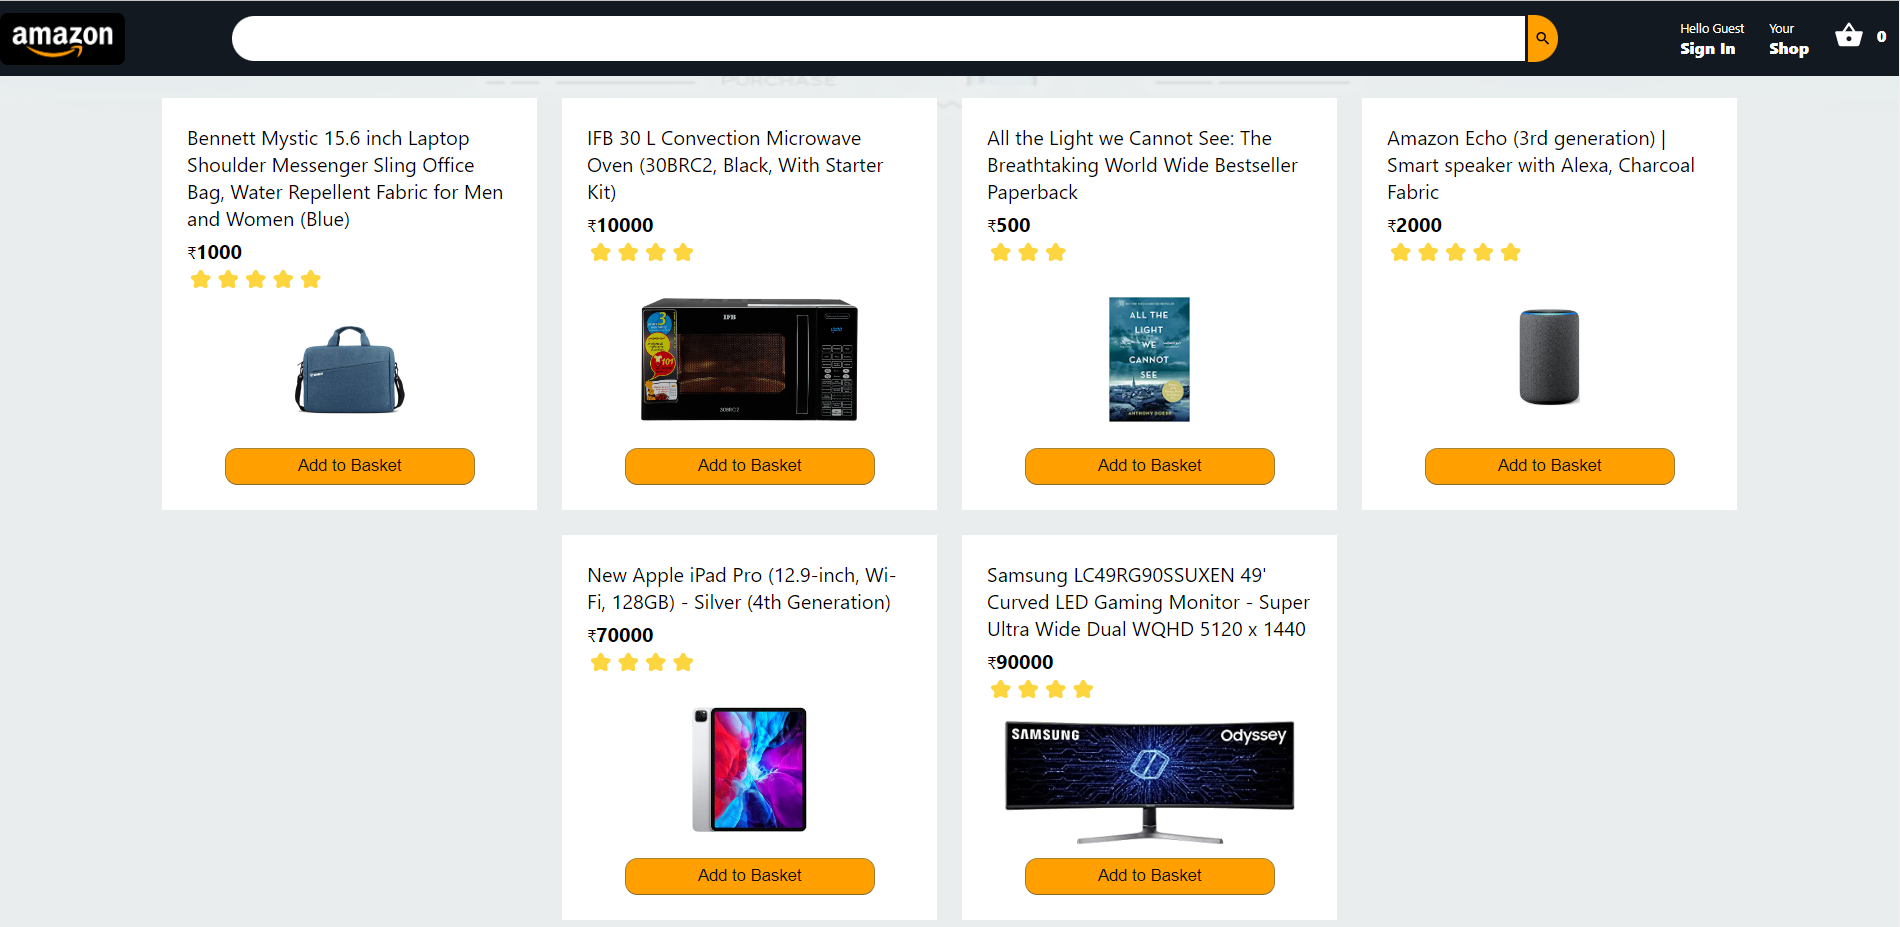 amazon
Hello Guest
Sign In
Your
Shop
0
PURCHASE
Bennett Mystic 15.6 inch Laptop
Shoulder Messenger Sling Office
Bag, Water Repellent Fabric for Men
and Women (Blue)
₹1000
Add to Basket
IFB 30 L Convection Microwave
Oven (30BRC2, Black, With Starter
Kit)
₹10000
IFB
3
101
30BRC2
Add to Basket
All the Light we Cannot See: The
Breathtaking World Wide Bestseller
Paperback
₹500
ALL THE
LIGHT
WE
CANNOT
SEE
ANTHONY DOERR
Add to Basket
Amazon Echo (3rd generation) |
Smart speaker with Alexa, Charcoal
Fabric
₹2000
Add to Basket
New Apple iPad Pro (12.9-inch, Wi-
Fi, 128GB) - Silver (4th Generation)
₹70000
Add to Basket
Samsung LC49RG90SSUXEN 49'
Curved LED Gaming Monitor - Super
Ultra Wide Dual WQHD 5120 x 1440
₹90000
SAMSUNG
Odyssey
Add to Basket